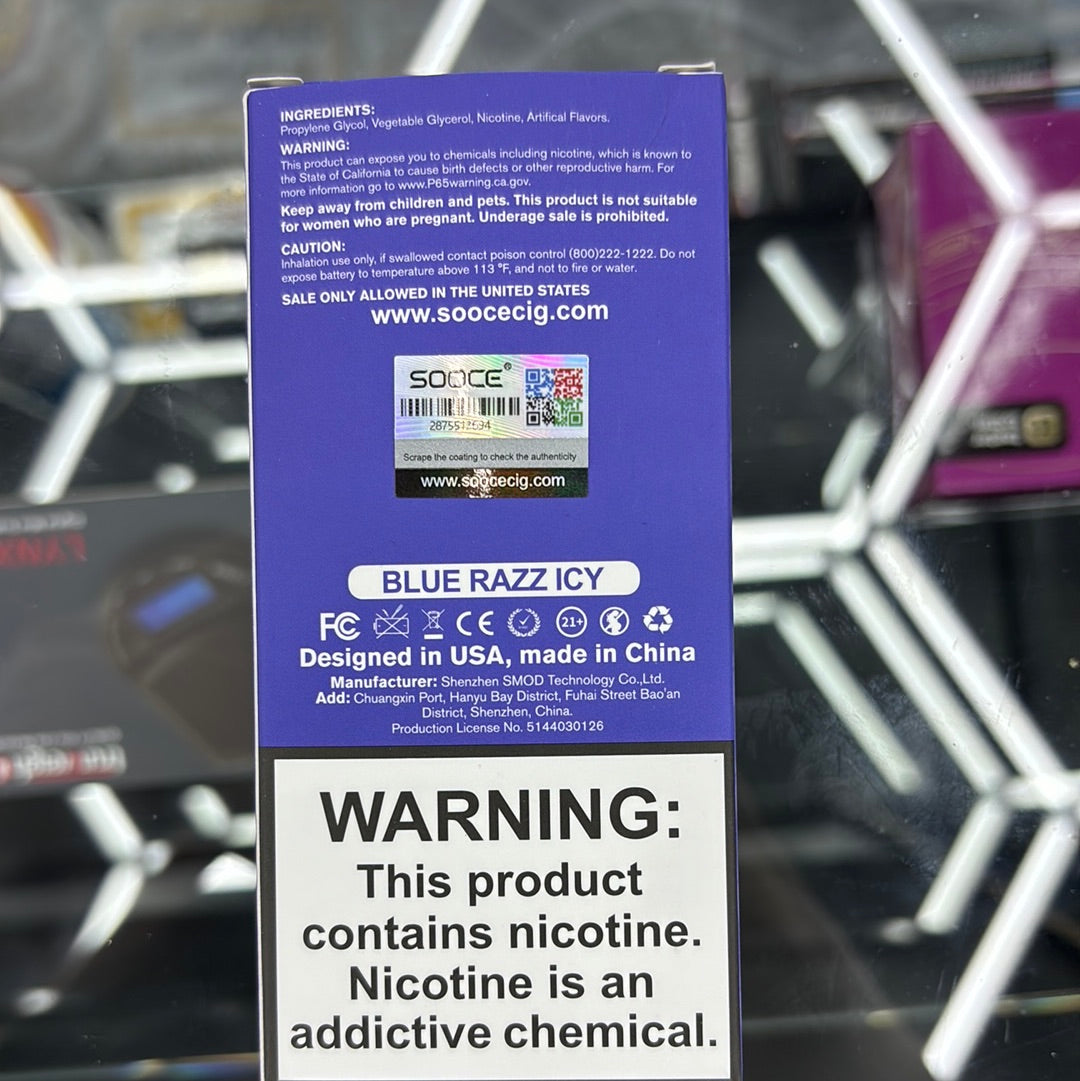 INGREDIENTS:
Propylene Glycol, Vegetable Glycerol, Nicotine, Artifical Flavors.
WARNING:
This product can expose you to chemicals including nicotine, which is known to
the State of California to cause birth defects or other reproductive harm. For
more information go to www.P65warning.ca.gov.
Keep away from children and pets. This product is not suitable
for women who are pregnant. Underage sale is prohibited.
CAUTION:
Inhalation use only, if swallowed contact poison control (800)222-1222. Do not
expose battery to temperature above 113 °F, and not to fire or water.
SALE ONLY ALLOWED IN THE UNITED STATES
www.soocecig.com
SOOCE®
Scrape the coating to check the authenticity
www.soocecig.com
BLUE RAZZ ICY
FC CE 21+
Designed in USA, made in China
Manufacturer: Shenzhen SMOD Technology Co.,Ltd.
Add: Chuangxin Port, Hanyu Bay District, Fuhai Street Bao'an
District, Shenzhen, China.
Production License No. 5144030126
WARNING:
This product
contains nicotine.
Nicotine is an
addictive chemical.